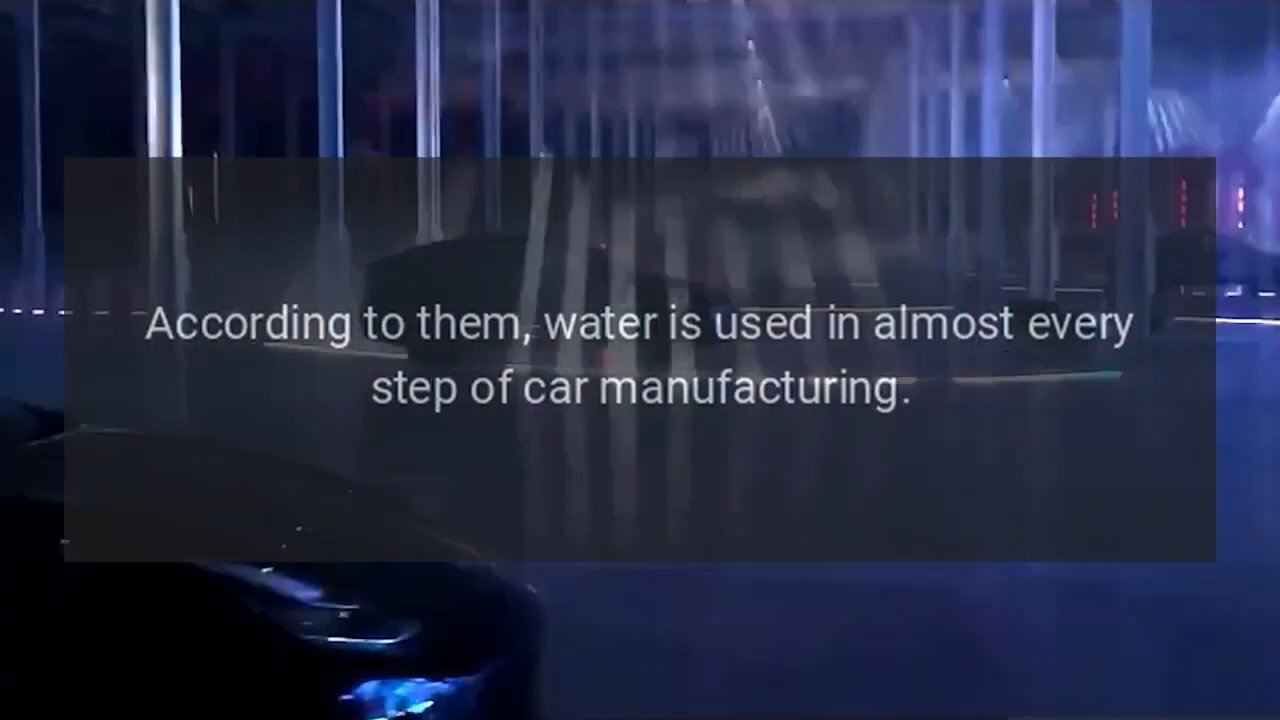 According to them, water is used in almost every
step of car manufacturing.